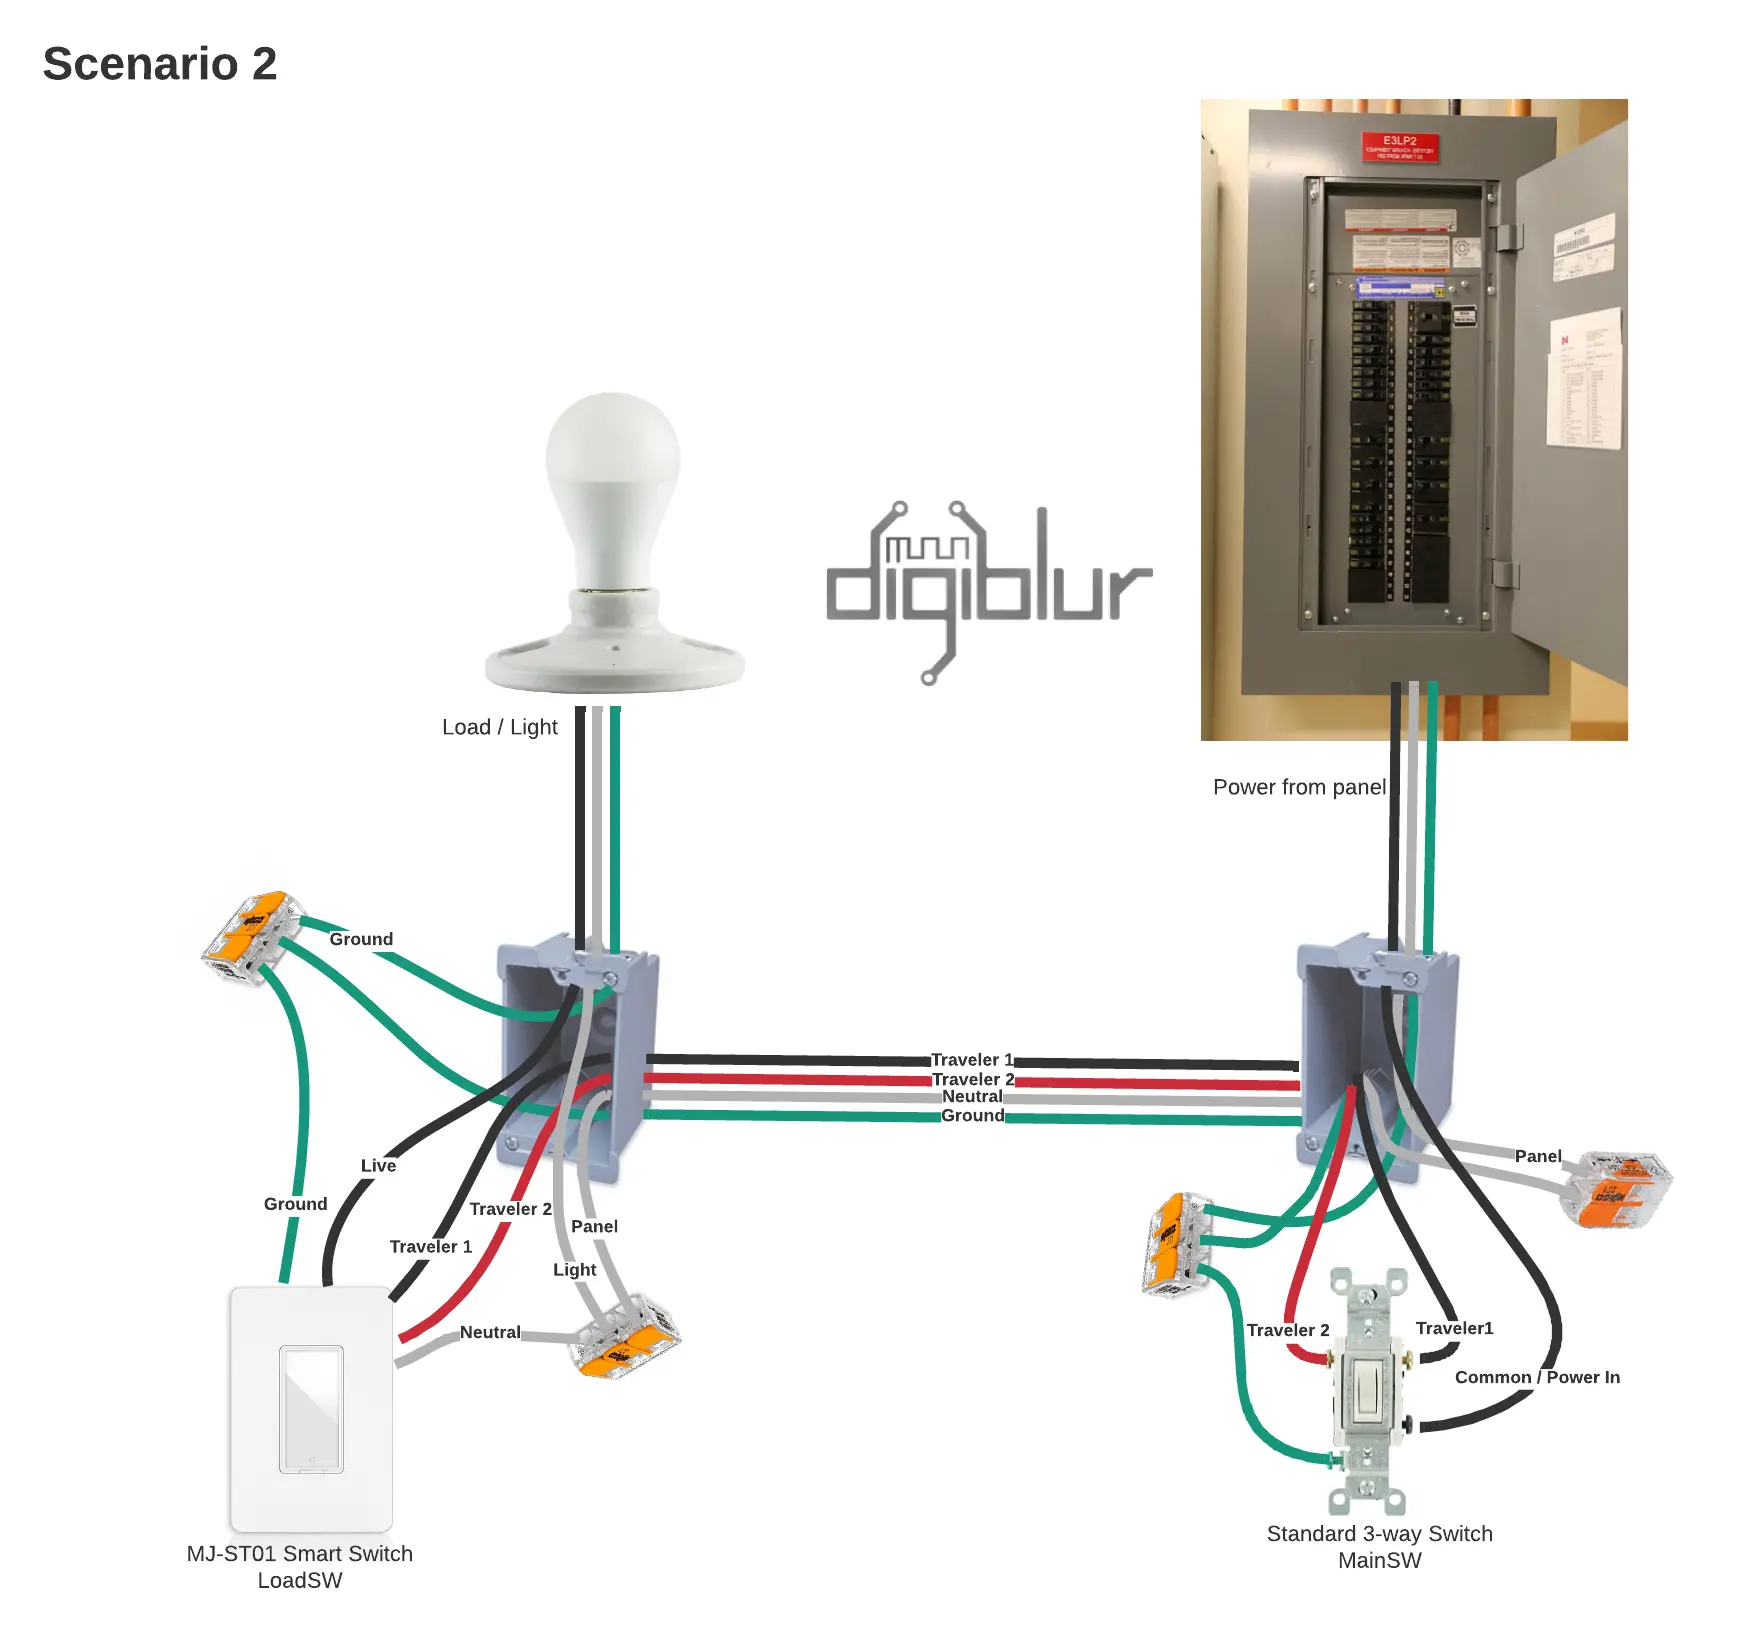 Scenario 2
E3LP2
digiblur
Load / Light
Power from panel
Ground
Traveler 1
Traveler 2
Neutral
Ground
Live
Ground
Traveler 2
Panel
Traveler 1
Light
Neutral
Panel
Traveler 2
Traveler1
Common / Power In
MJ-ST01 Smart Switch
LoadSW
Standard 3-way Switch
MainSW